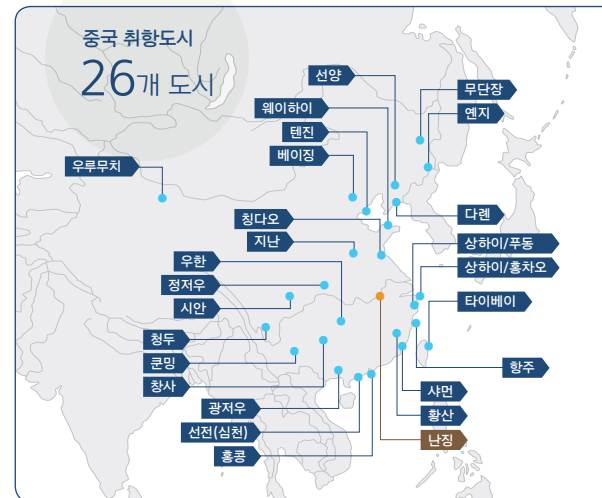 중국 취항도시
26개 도시
선양
무단장
웨이하이
옌지
텐진
베이징
우루무치
다롄
칭다오
지난
상하이/푸동
우한
상하이/홍차오
정저우
시안
타이베이
청두
쿤밍
항주
창사
샤먼
광저우
황산
선전(심천)
난징
홍콩